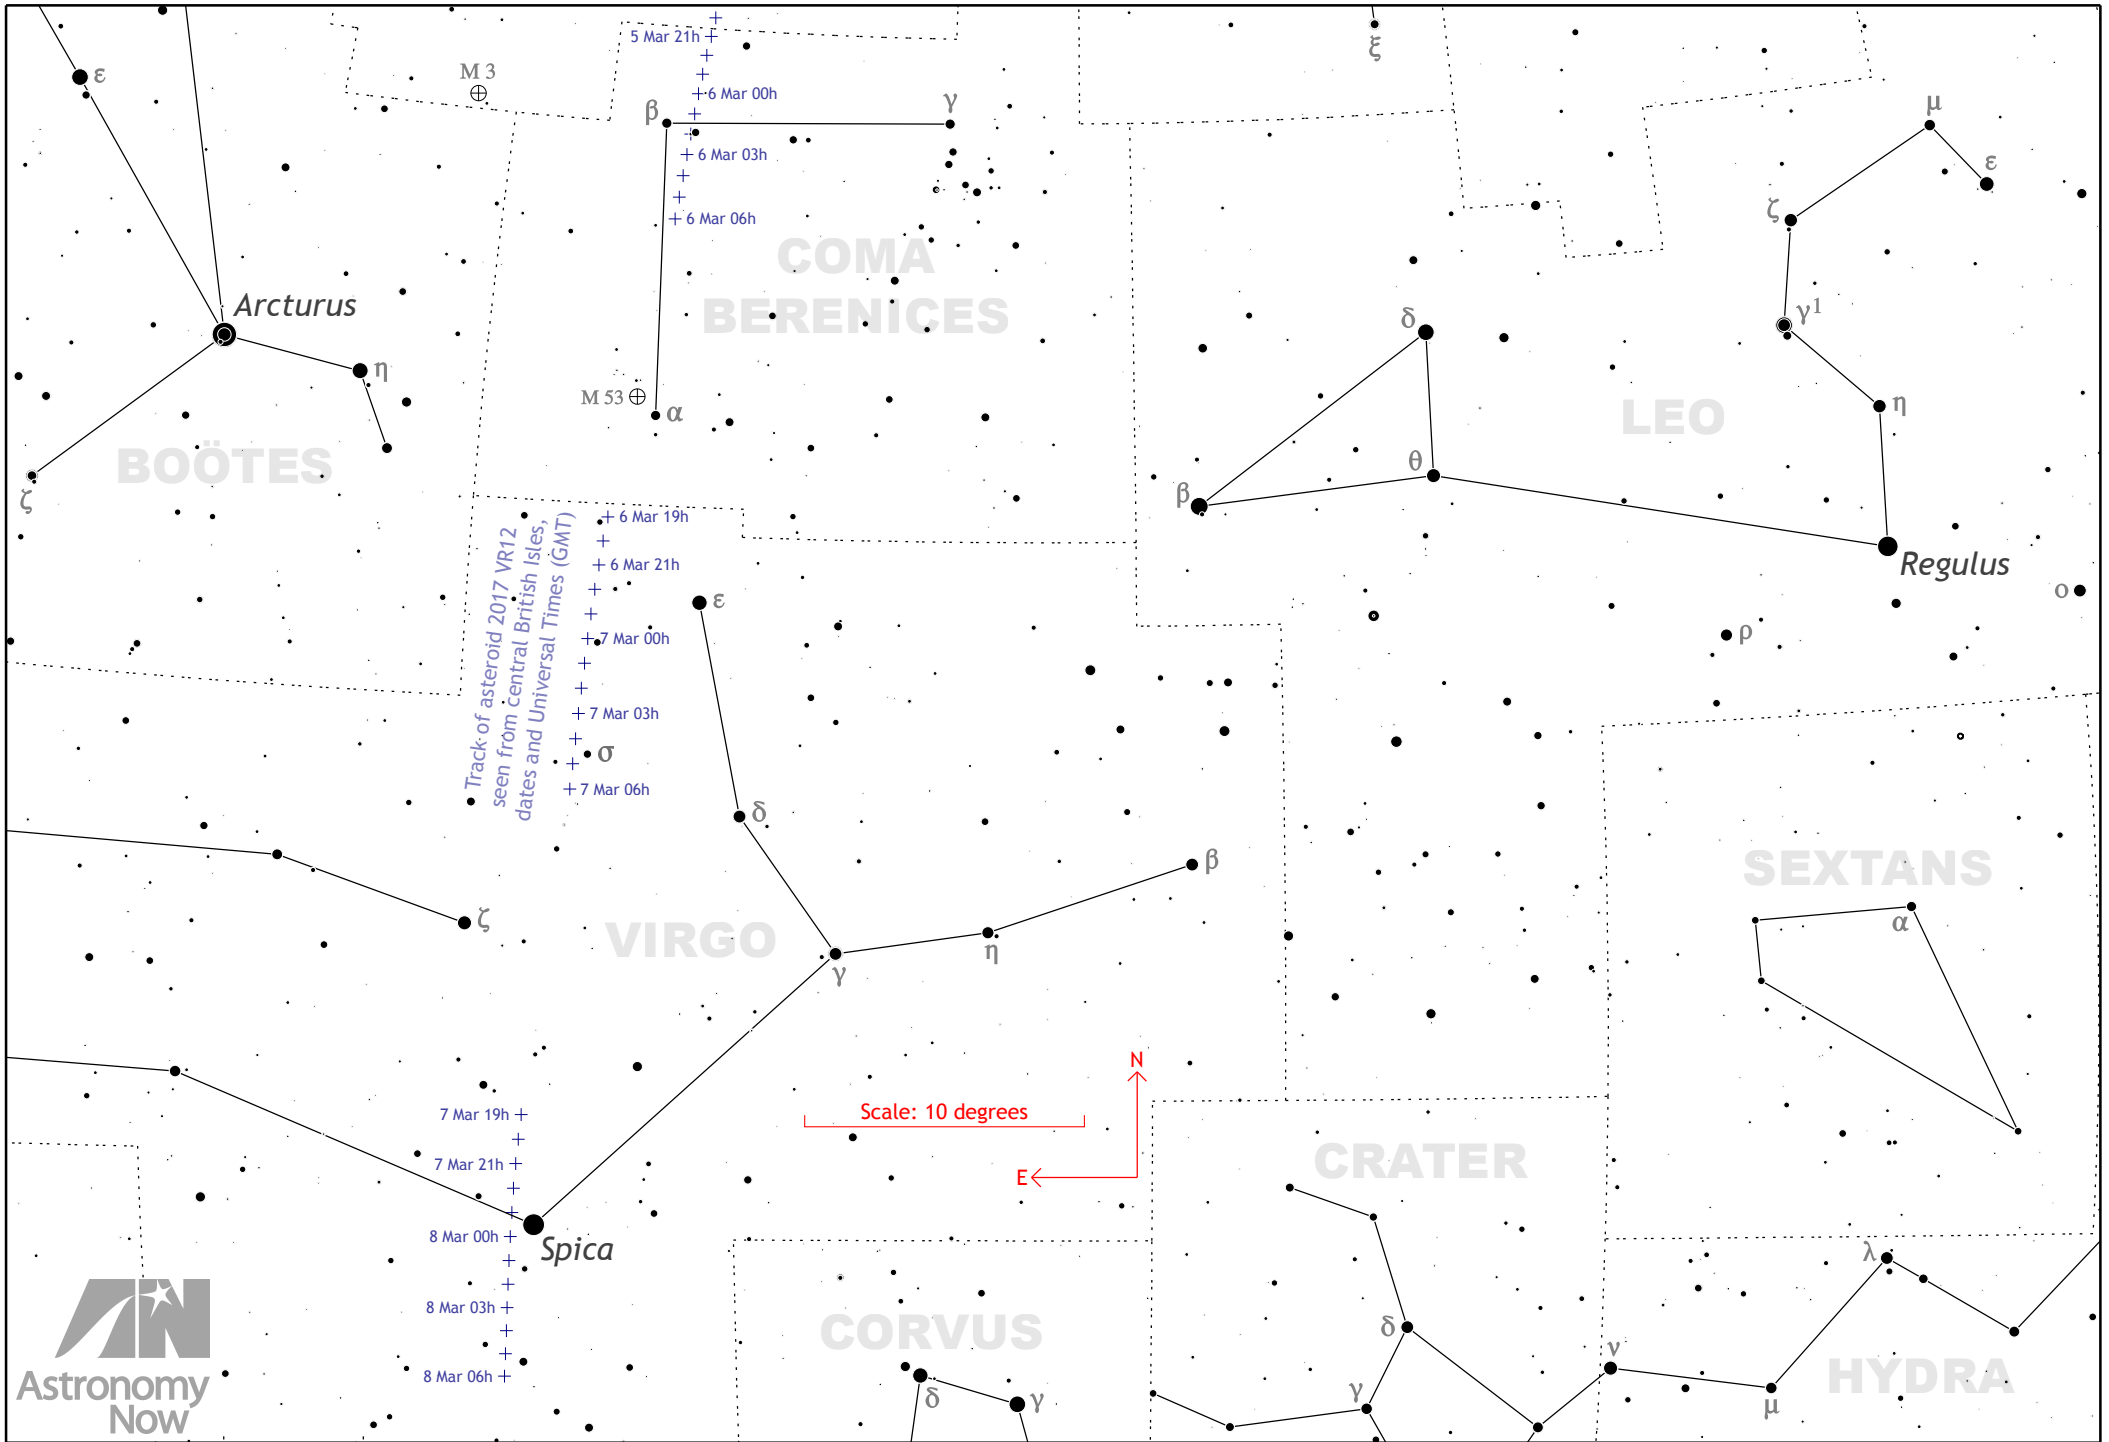 ξ
5 Mar 21h
ε
M 3
6 Mar 00h
β
γ
μ
6 Mar 03h
ε
ζ
6 Mar 06h
COMA
BERENICES
Arcturus
δ
γ1
η
M 53
α
LEO
η
BOÖTES
θ
ζ
β
6 Mar 19h
Track of asteroid 2017 VR12
seen from central British Isles,
dates and Universal Times (GMT)
6 Mar 21h
Regulus
ε
ο
7 Mar 00h
ρ
7 Mar 03h
σ
7 Mar 06h
δ
β
SEXTANS
ζ
α
VIRGO
η
γ
N
Scale: 10 degrees
7 Mar 19h
E
CRATER
7 Mar 21h
8 Mar 00h
Spica
λ
8 Mar 03h
CORVUS
δ
ν
8 Mar 06h
HYDRA
δ
γ
γ
μ
AN
Astronomy
Now